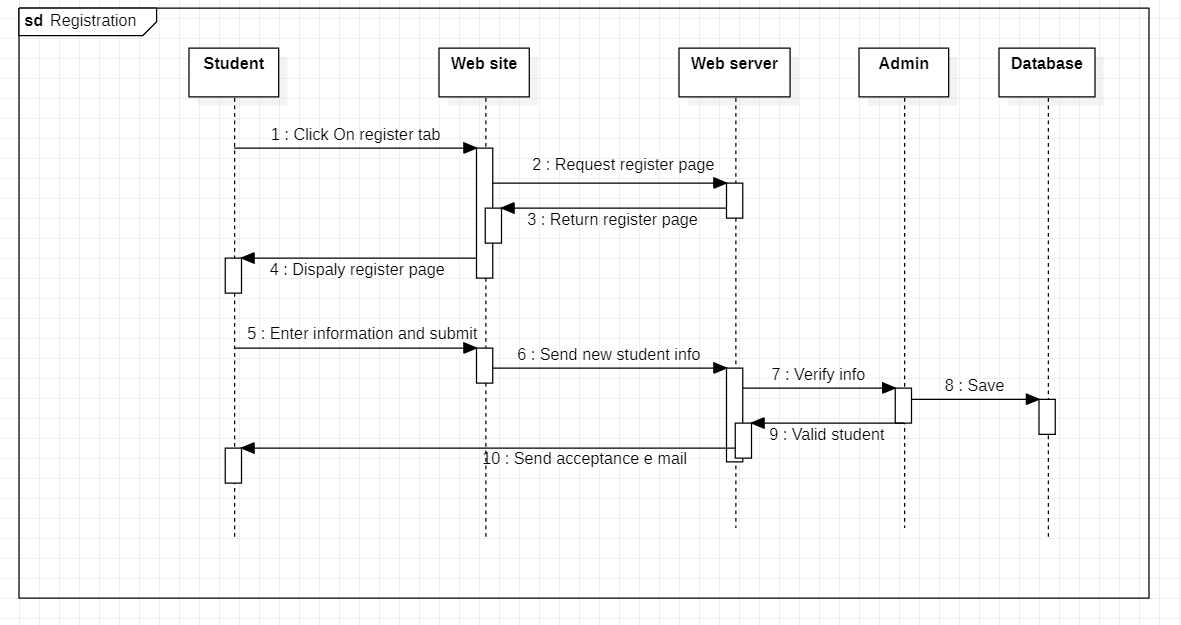 sd Registration
Student
Web site
Web server
Admin
Database
1 : Click On register tab
2 : Request register page
3 : Return register page
4 : Dispaly register page
5 : Enter information and submit
6 : Send new student info
7 : Verify info
8 : Save
9 : Valid student
10 : Send acceptance e mail